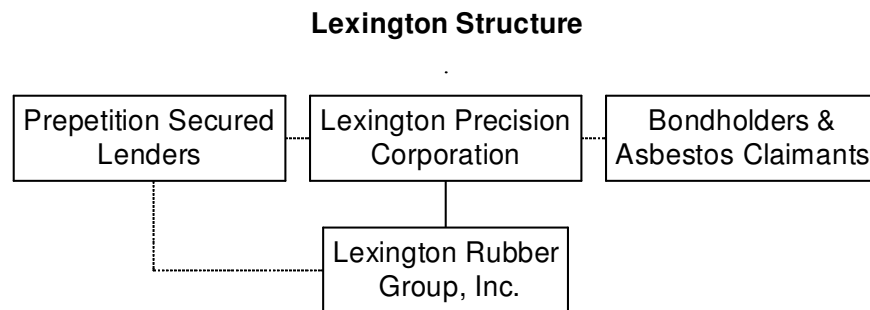 Lexington Structure
Prepetition Secured
Lenders
Lexington Precision
Corporation
Bondholders &
Asbestos Claimants
Lexington Rubber
Group, Inc.